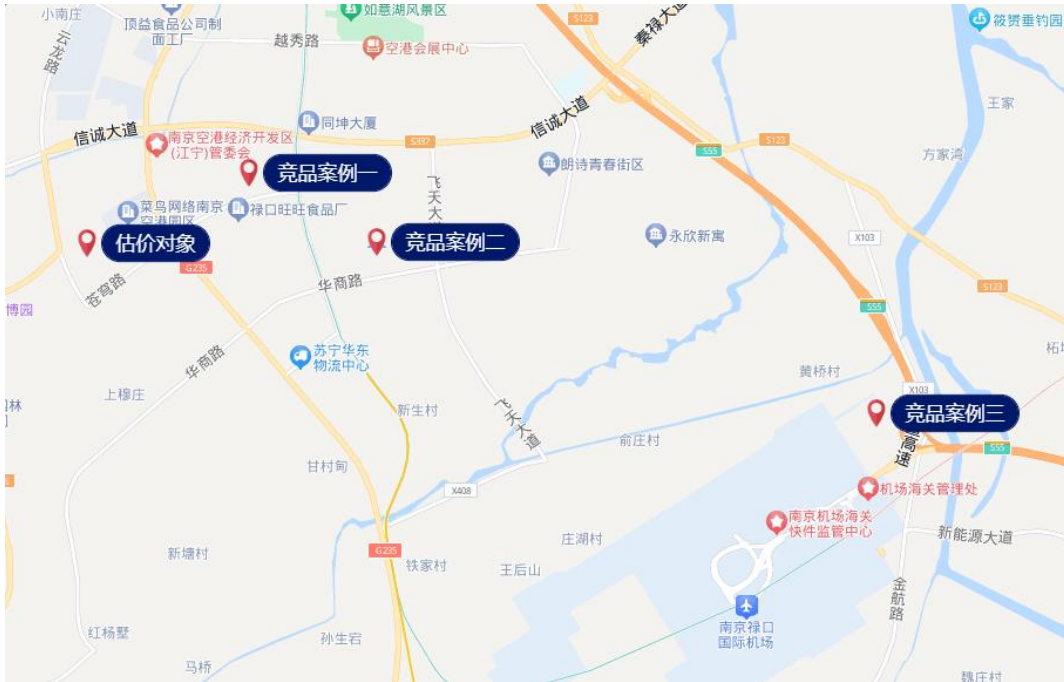 小南庄
顶益食品公司制
面工厂
如意湖风景区
筱赟垂钓园
云龙路
越秀路
空港会展中心
秦禄大道
王家
信诚大道
南京空港经济开发区
(江宁)管委会
同坤大厦
S337
信诚大道
S55
S123
S123
方家湾
竞品案例一
朗诗青春街区
飞天大道
菜鸟网络南京
空港园区
禄口旺旺食品厂
估价对象
竞品案例二
永欣新寓
X103
G235
苍穹路
华商路
S123
博园
S55
苏宁华东
物流中心
华商路
柘
上穆庄
黄桥村
林
新生村
飞天大道
X103
竞品案例三
俞庄村
高速
S55
甘村甸
X408
机场海关管理处
南京机场海关
快件监管中心
新能源大道
新塘村
庄湖村
G235
铁家村
王后山
金航路
南京禄口
国际机场
红杨墅
孙生宕
马桥
魏庄村